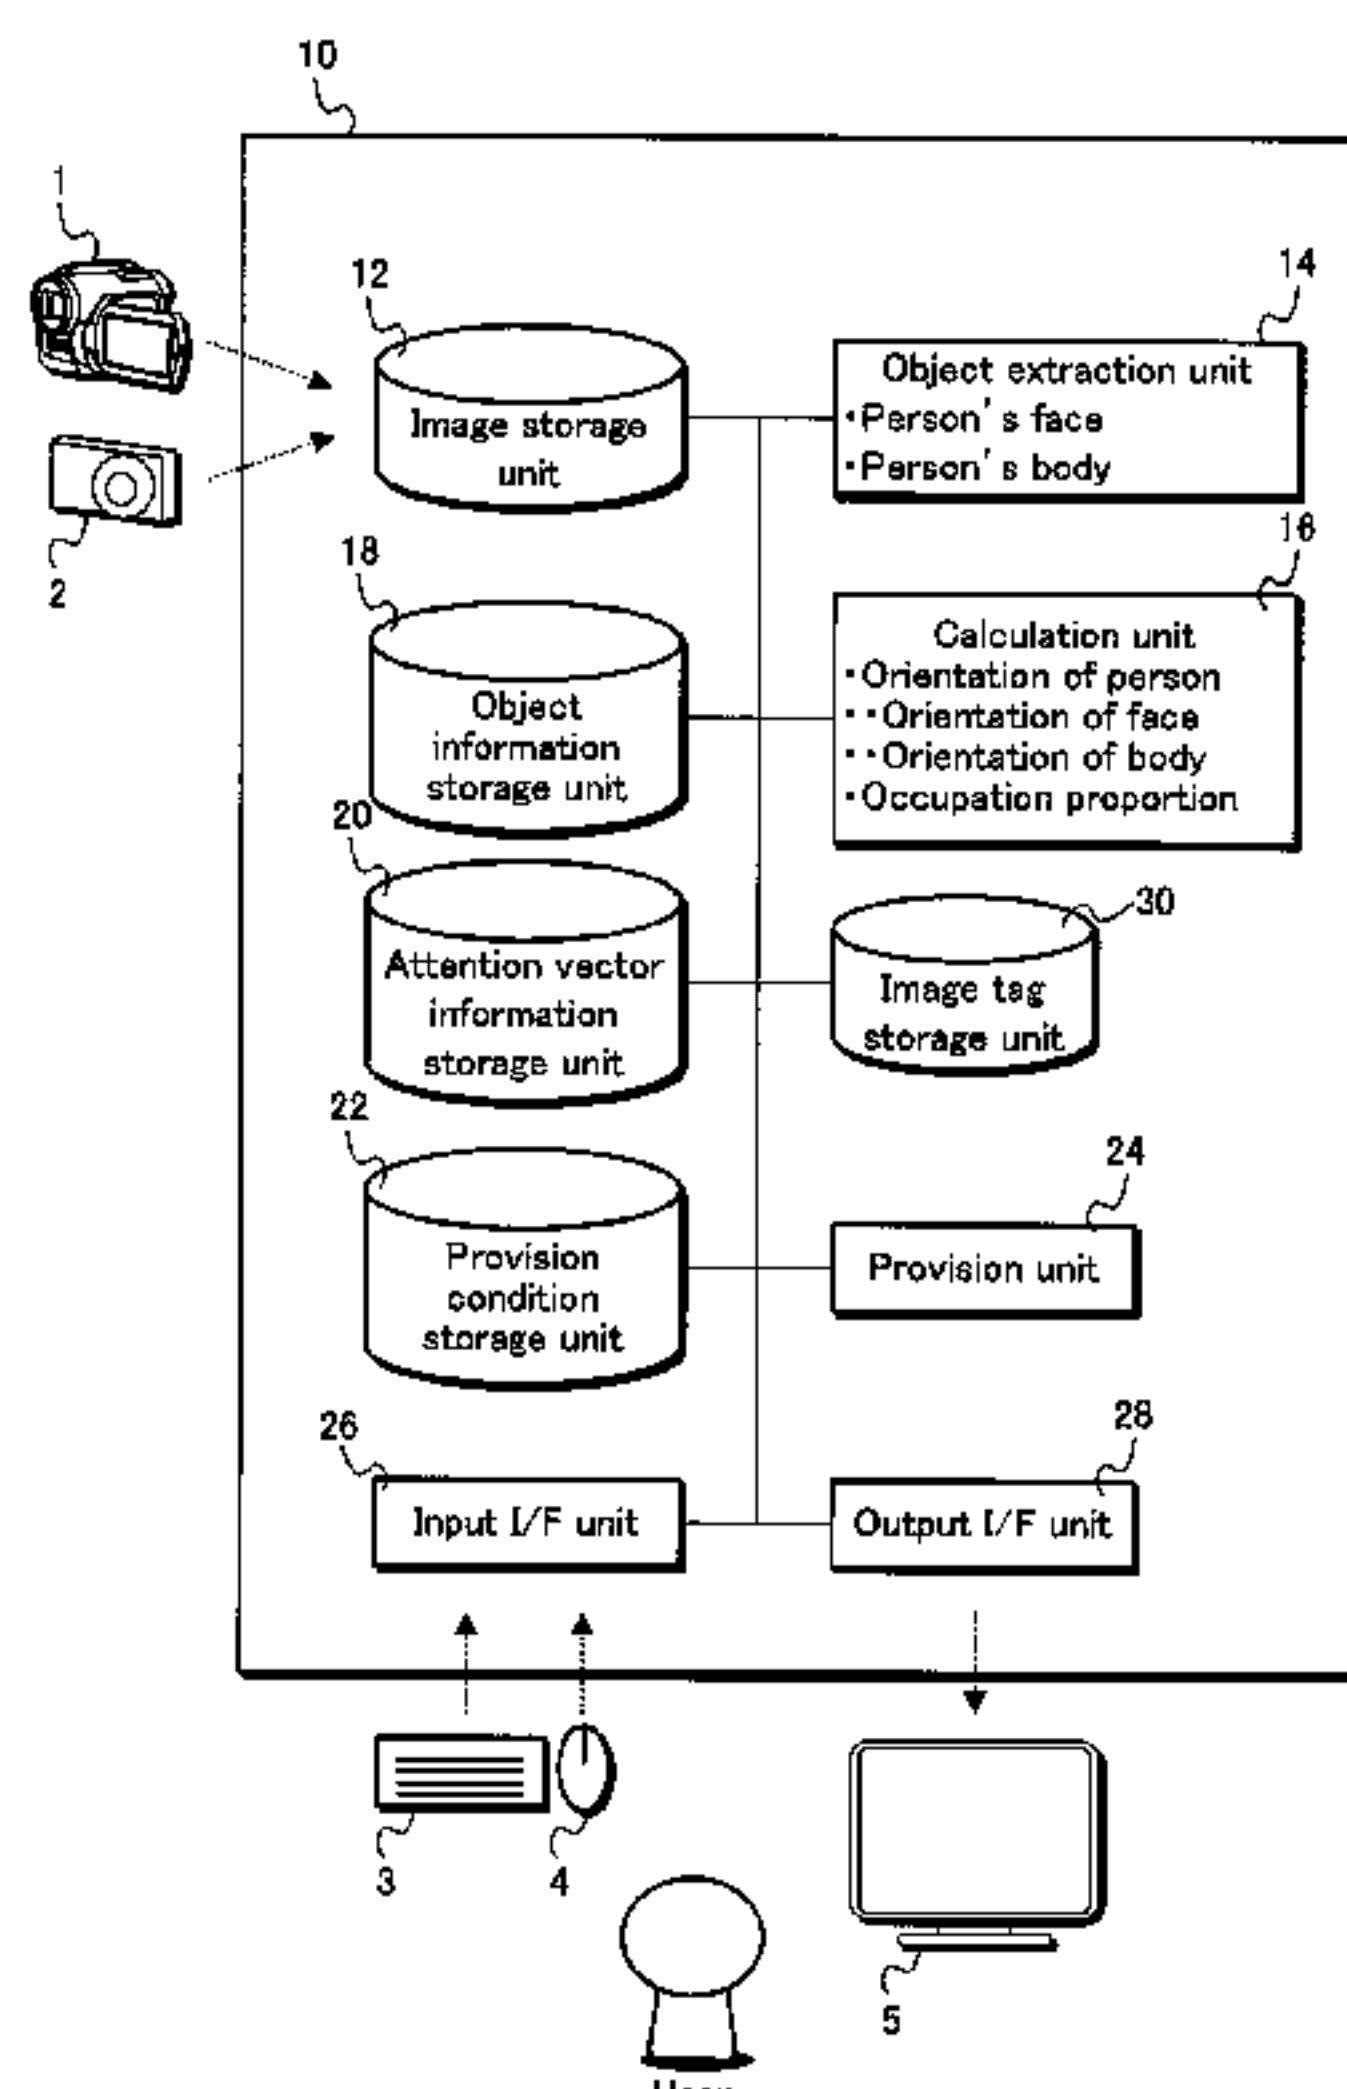 10
1
12
14
Image storage
unit
Object extraction unit
・Person's face
・Person's body
2
18
16
Object
information
storage unit
Calculation unit
・Orientation of person
・・Orientation of face
・・Orientation of body
・Occupation proportion
20
30
Attention vector
information
storage unit
Image tag
storage unit
22
24
Provision
condition
storage unit
Provision unit
26
28
Input I/F unit
Output I/F unit
3
4
5